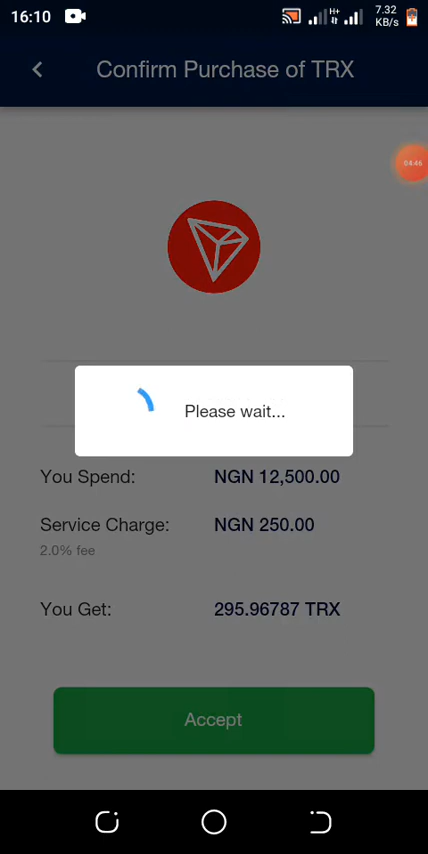 16:10
H+
7.32
KB/s
Confirm Purchase of TRX
04:46
Please wait...
You Spend: NGN 12,500.00
Service Charge: NGN 250.00
2.0% fee
You Get: 295.96787 TRX
Accept